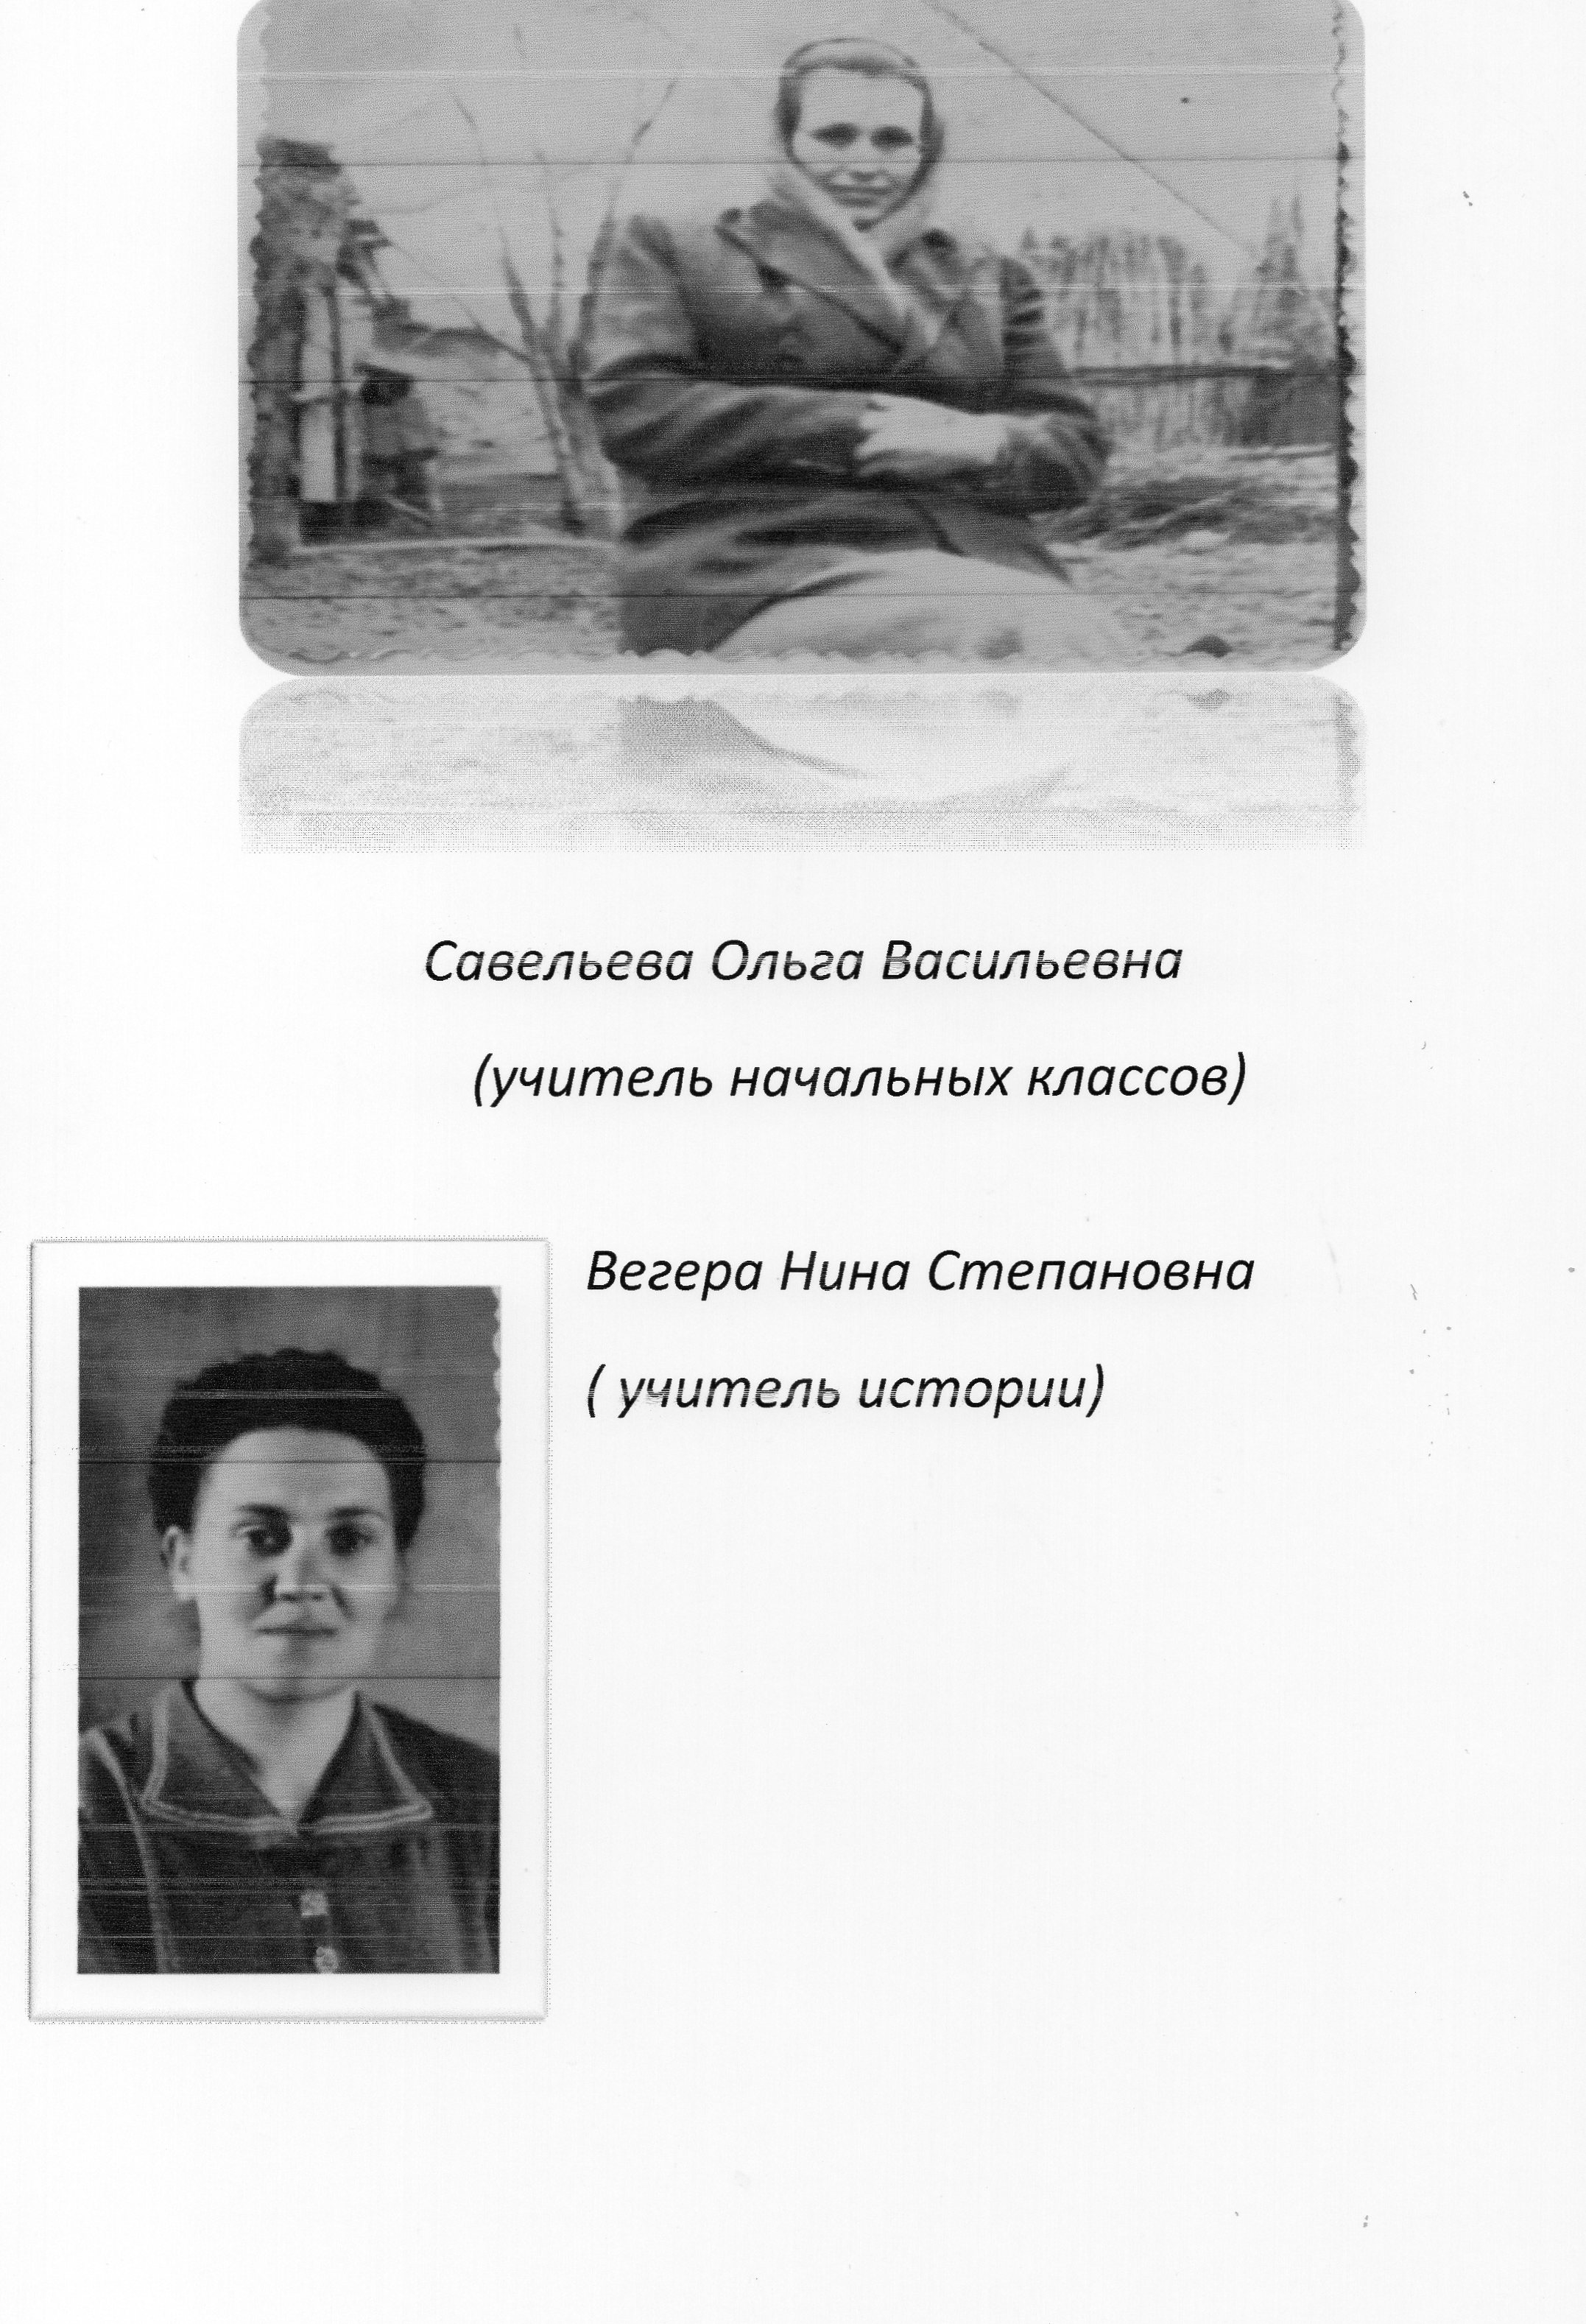 Савельева Ольга Васильевна
(учитель начальных классов)
Вегера Нина Степановна
( учитель истории)